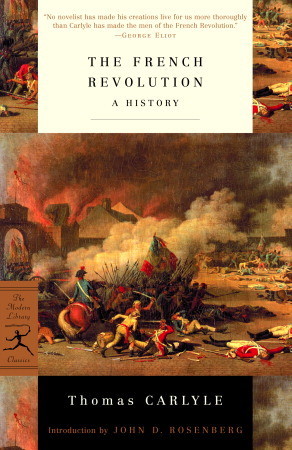 "No novelist has made his creations live for us more thoroughly
than Carlyle has made the men of the French Revolution."
—George Eliot
THE FRENCH
REVOLUTION
A HISTORY
The
Modern
Library
Classics
Thomas CARLYLE
Introduction by JOHN D. ROSENBERG